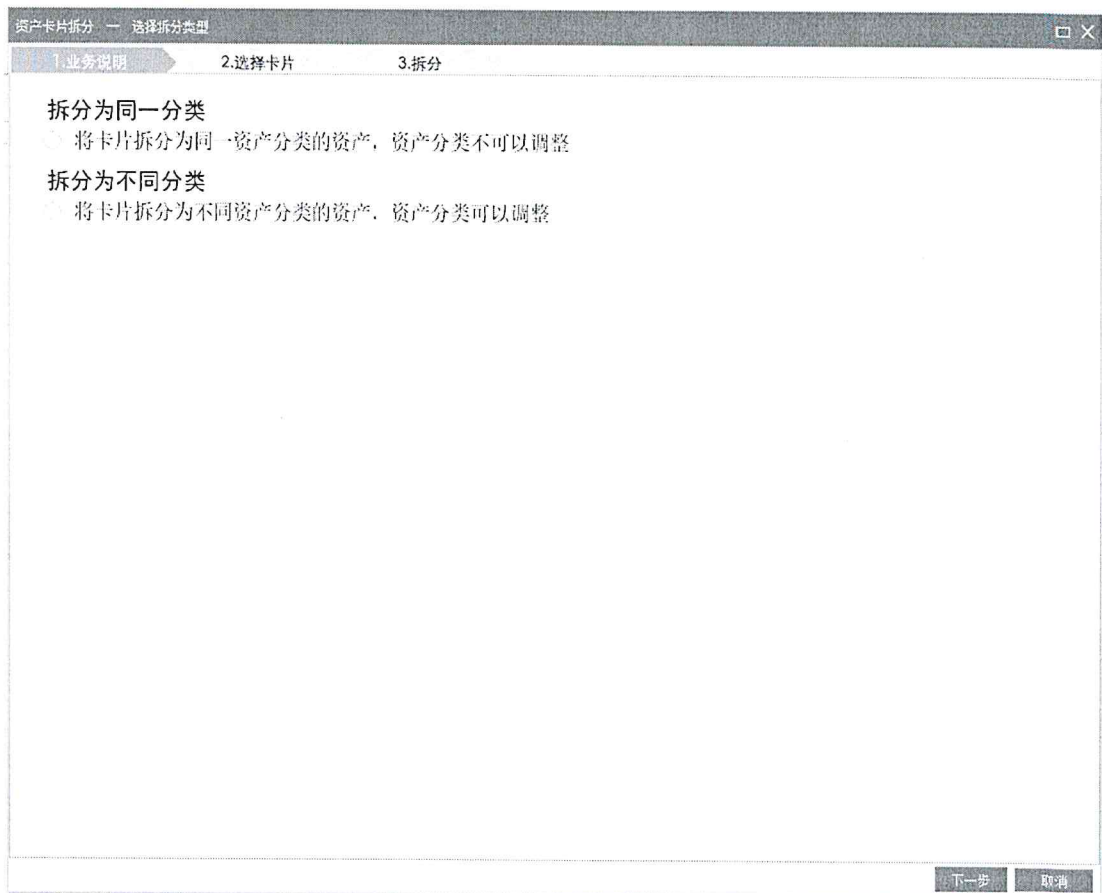 资产卡片拆分 — 选择拆分类型
1.业务说明 2.选择卡片 3.拆分
拆分为同一分类
将卡片拆分为同一资产分类的资产，资产分类不可以调整
拆分为不同分类
将卡片拆分为不同资产分类的资产，资产分类可以调整
下一步 取消